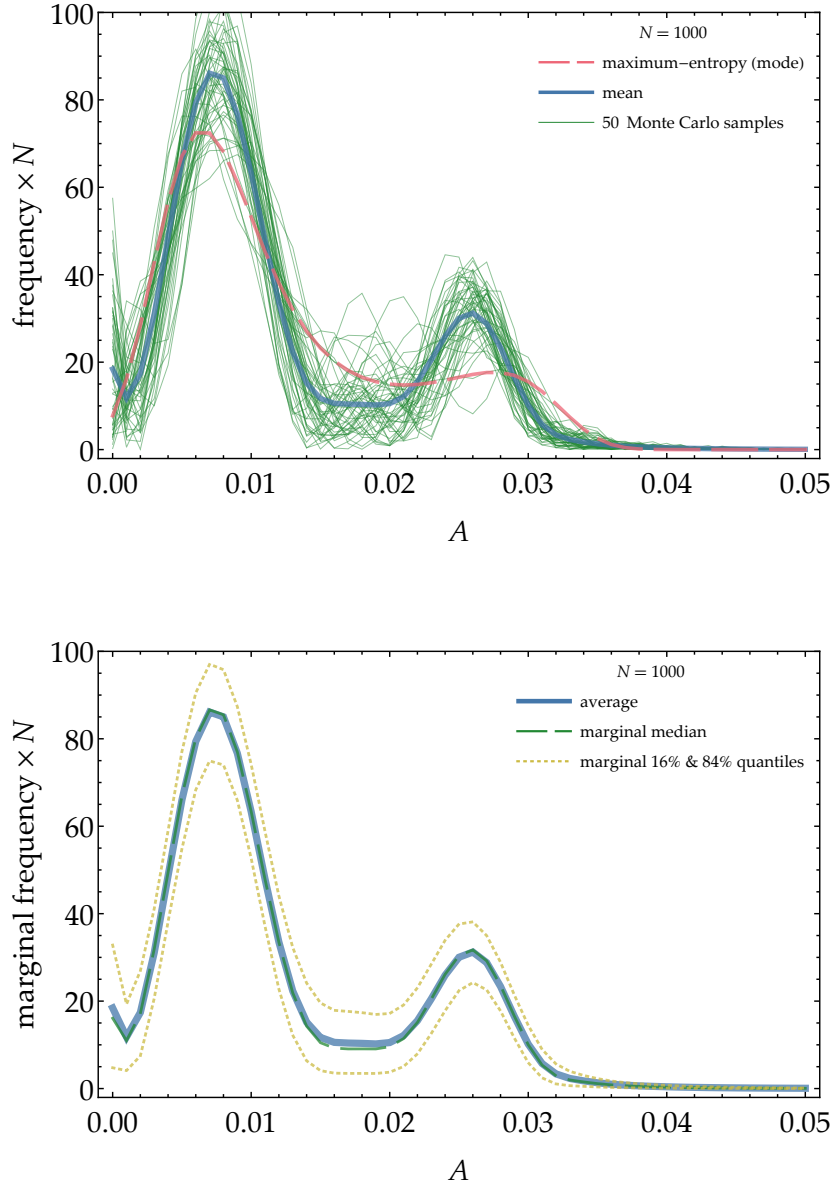 N = 1000
maximum−entropy (mode)
mean
50 Monte Carlo samples
frequency × N
100
80
60
40
20
0
0.00 0.01 0.02 0.03 0.04 0.05
A
N = 1000
average
marginal median
marginal 16% & 84% quantiles
marginal frequency × N
100
80
60
40
20
0
0.00 0.01 0.02 0.03 0.04 0.05
A